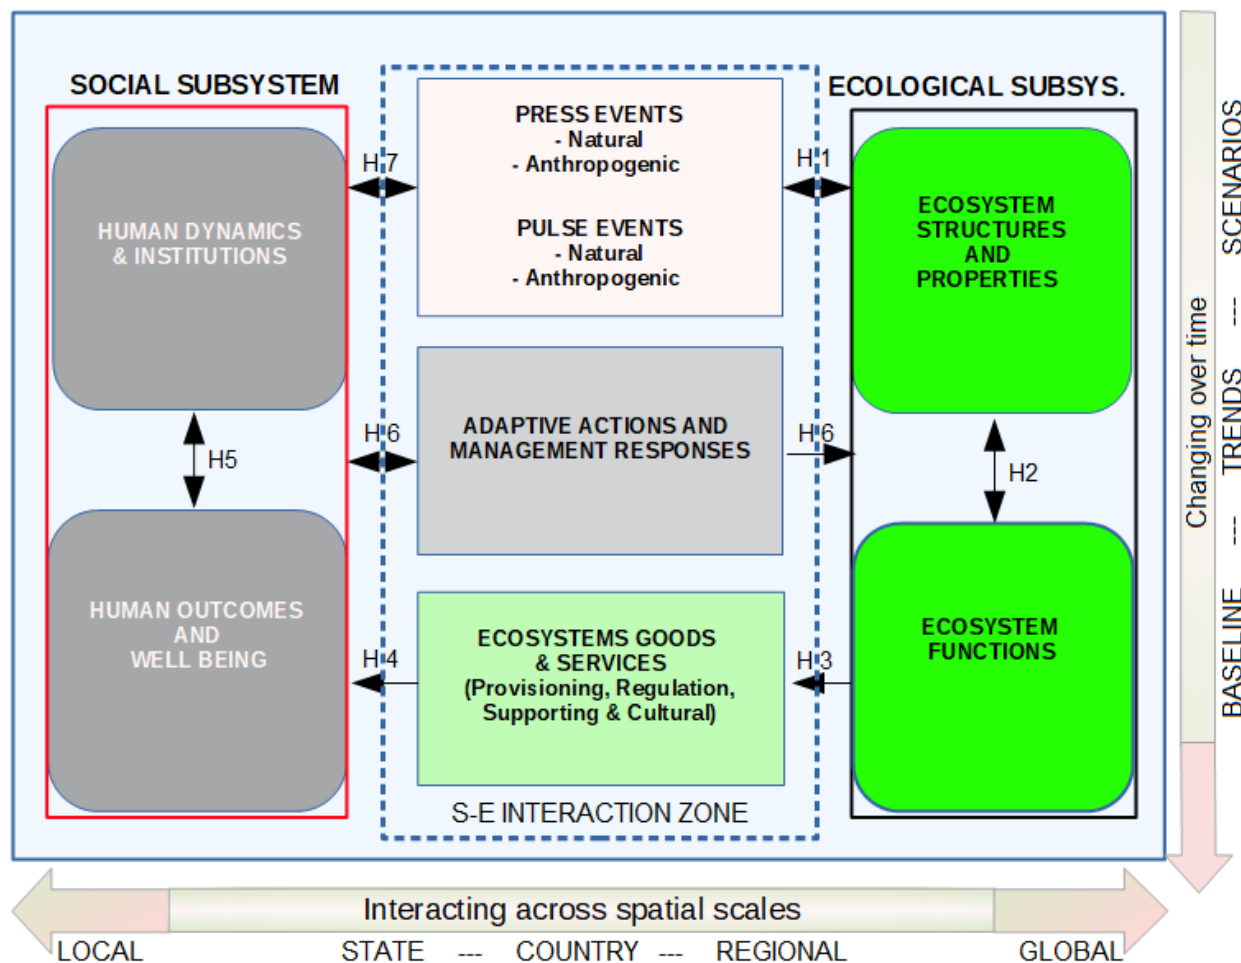 SOCIAL SUBSYSTEM
ECOLOGICAL SUBSYS.
PRESS EVENTS
- Natural
- Anthropogenic
PULSE EVENTS
- Natural
- Anthropogenic
H 7
H 1
HUMAN DYNAMICS
& INSTITUTIONS
ECOSYSTEM
STRUCTURES
AND
PROPERTIES
ADAPTIVE ACTIONS AND
MANAGEMENT RESPONSES
H 6
H 6
H5
H2
HUMAN OUTCOMES
AND
WELL BEING
ECOSYSTEMS GOODS
& SERVICES
(Provisioning, Regulation,
Supporting & Cultural)
H 4
H 3
ECOSYSTEM
FUNCTIONS
S-E INTERACTION ZONE
Changing over time
BASELINE --- TRENDS --- SCENARIOS
Interacting across spatial scales
LOCAL STATE --- COUNTRY --- REGIONAL GLOBAL